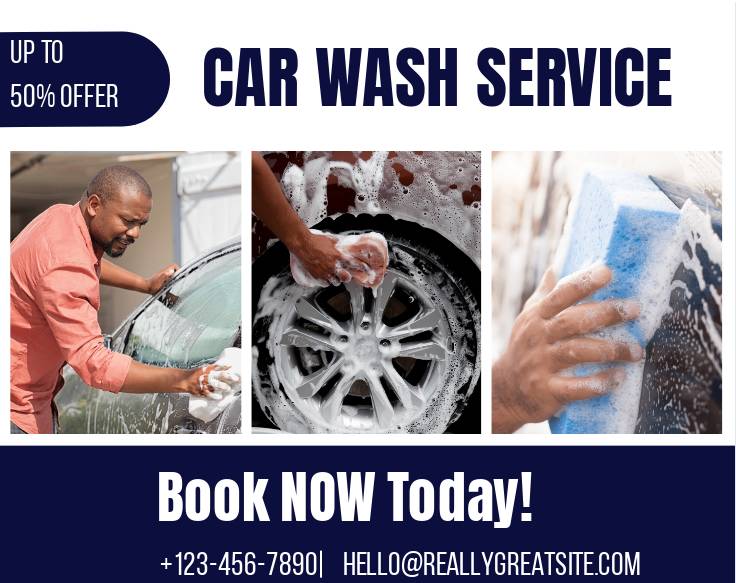 UP TO
50% OFFER
CAR WASH SERVICE
Book NOW Today!
+123-456-7890| HELLO@REALLYGREATSITE.COM